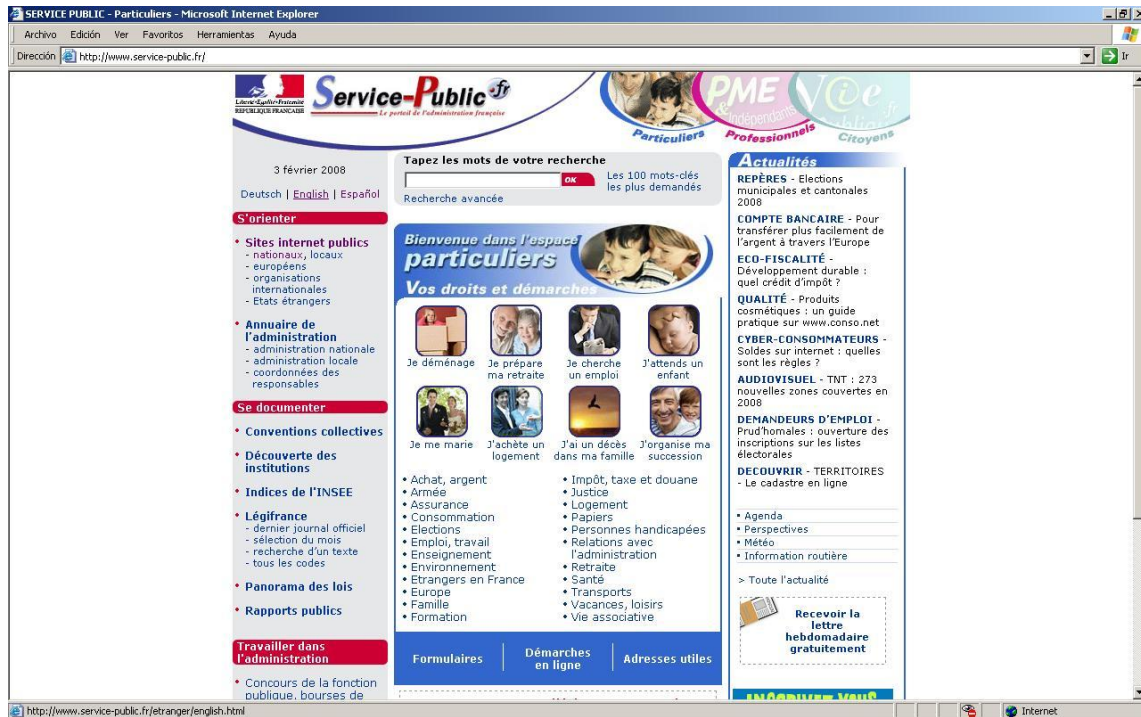 SERVICE PUBLIC - Particuliers - Microsoft Internet Explorer
Archivo Edición Ver Favoritos Herramientas Ayuda
Dirección http://www.service-public.fr/ Ir
Liberté • Égalité • Fraternité
RÉPUBLIQUE FRANÇAISE
Service-Public.fr
Le portail de l'administration française
Particuliers
PME
& Indépendants
Professionnels
Vie
Publique.fr
Citoyens
3 février 2008
Deutsch | English | Español
S'orienter
Sites internet publics
- nationaux, locaux
- européens
- organisations
internationales
- Etats étrangers
Annuaire de
l'administration
- administration nationale
- administration locale
- coordonnées des
responsables
Se documenter
Conventions collectives
Découverte des
institutions
Indices de l'INSEE
Légifrance
- dernier journal officiel
- sélection du mois
- recherche d'un texte
- tous les codes
Panorama des lois
Rapports publics
Travailler dans
l'administration
Concours de la fonction
publique, bourses de
Tapez les mots de votre recherche
OK
Les 100 mots-clés
les plus demandés
Recherche avancée
Bienvenue dans l'espace
particuliers
Vos droits et démarches
Je déménage
Je prépare
ma retraite
Je cherche
un emploi
J'attends un
enfant
Je me marie
J'achète un
logement
J'ai un décès
dans ma famille
J'organise ma
succession
• Achat, argent
• Armée
• Assurance
• Consommation
• Elections
• Emploi, travail
• Enseignement
• Environnement
• Etrangers en France
• Europe
• Famille
• Formation
• Impôt, taxe et douane
• Justice
• Logement
• Papiers
• Personnes handicapées
• Relations avec
l'administration
• Retraite
• Santé
• Transports
• Vacances, loisirs
• Vie associative
Formulaires
Démarches
en ligne
Adresses utiles
Actualités
REPÈRES - Elections
municipales et cantonales
2008
COMPTE BANCAIRE - Pour
transférer plus facilement de
l'argent à travers l'Europe
ECO-FISCALITÉ -
Développement durable :
quel crédit d'impôt ?
QUALITÉ - Produits
cosmétiques : un guide
pratique sur www.conso.net
CYBER-CONSOMMATEURS -
Soldes sur internet : quelles
sont les règles ?
AUDIOVISUEL - TNT : 273
nouvelles zones couvertes en
2008
DEMANDEURS D'EMPLOI -
Prud'homales : ouverture des
inscriptions sur les listes
électorales
DECOUVRIR - TERRITOIRES
- Le cadastre en ligne
Agenda
Perspectives
Météo
Information routière
> Toute l'actualité
Recevoir la
lettre
hebdomadaire
gratuitement
INSCRIVEZ-VOUS
http://www.service-public.fr/etranger/english.html
Internet